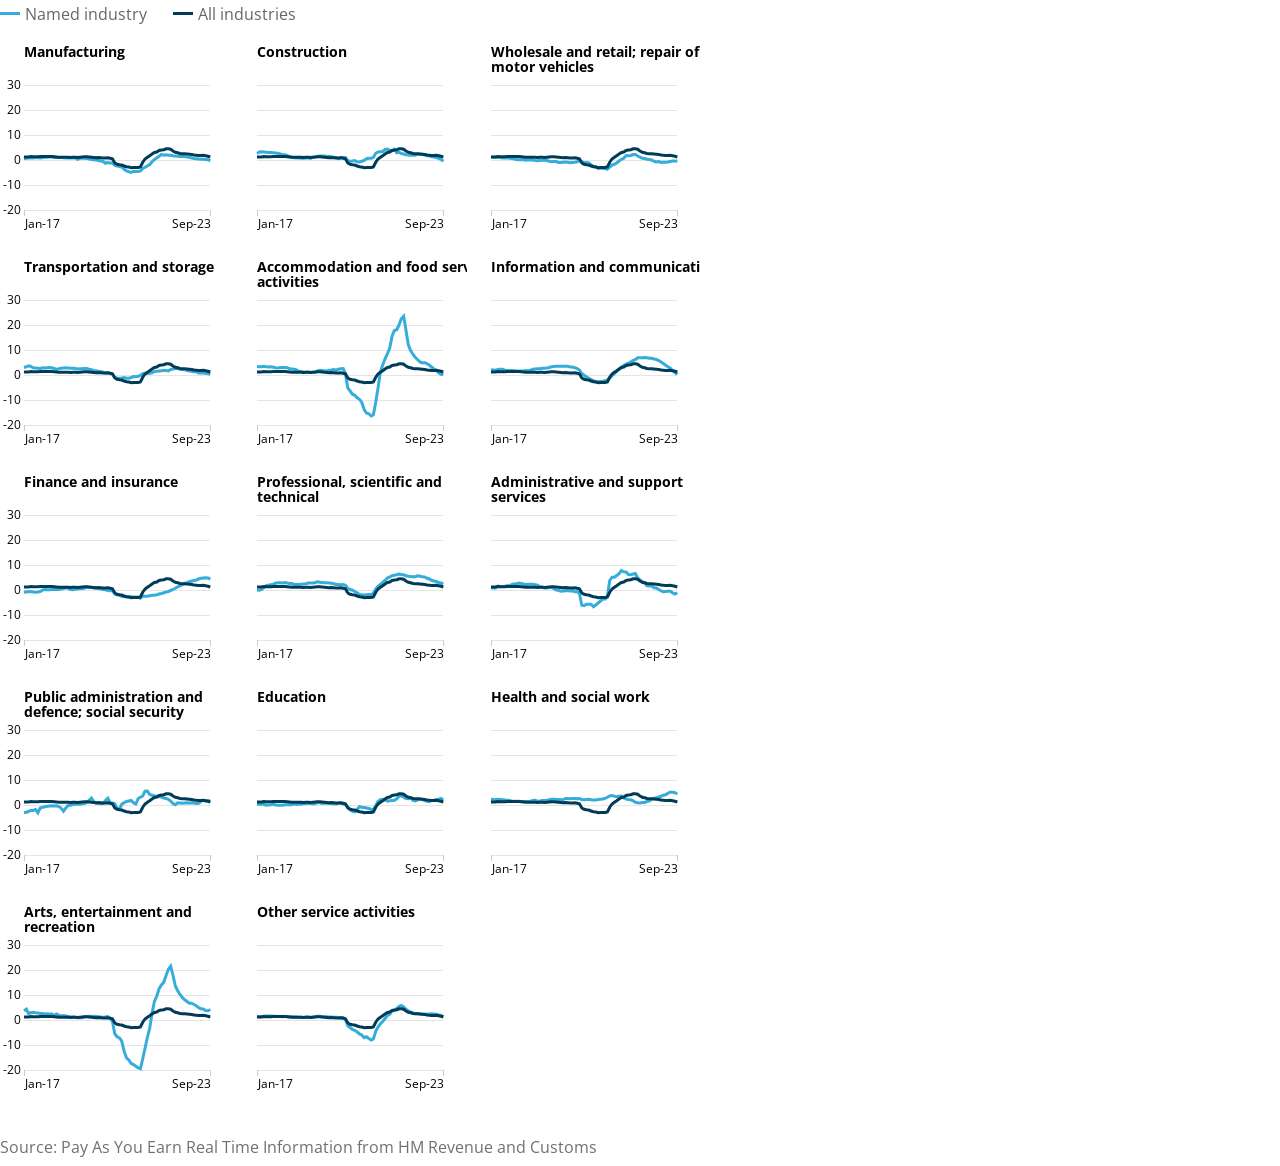 Named industry All industries
Manufacturing Construction Wholesale and retail; repair of
motor vehicles
30
20
10
0
-10
-20
Jan-17 Sep-23 Jan-17 Sep-23 Jan-17 Sep-23
Transportation and storage Accommodation and food serv Information and communicati
activities
30
20
10
0
-10
-20
Jan-17 Sep-23 Jan-17 Sep-23 Jan-17 Sep-23
Finance and insurance Professional, scientific and Administrative and support
technical services
30
20
10
0
-10
-20
Jan-17 Sep-23 Jan-17 Sep-23 Jan-17 Sep-23
Public administration and Education Health and social work
defence; social security
30
20
10
0
-10
-20
Jan-17 Sep-23 Jan-17 Sep-23 Jan-17 Sep-23
Arts, entertainment and Other service activities
recreation
30
20
10
0
-10
-20
Jan-17 Sep-23 Jan-17 Sep-23
Source: Pay As You Earn Real Time Information from HM Revenue and Customs